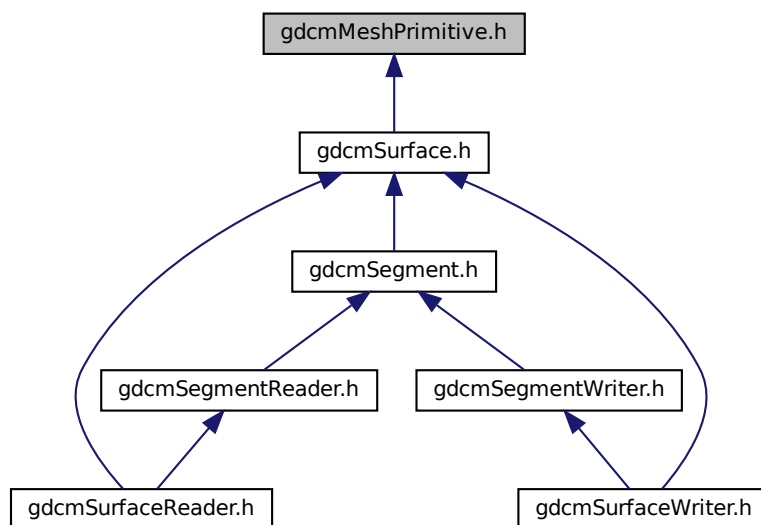 gdcmMeshPrimitive.h
gdcmSurface.h
gdcmSegment.h
gdcmSegmentReader.h
gdcmSegmentWriter.h
gdcmSurfaceReader.h
gdcmSurfaceWriter.h